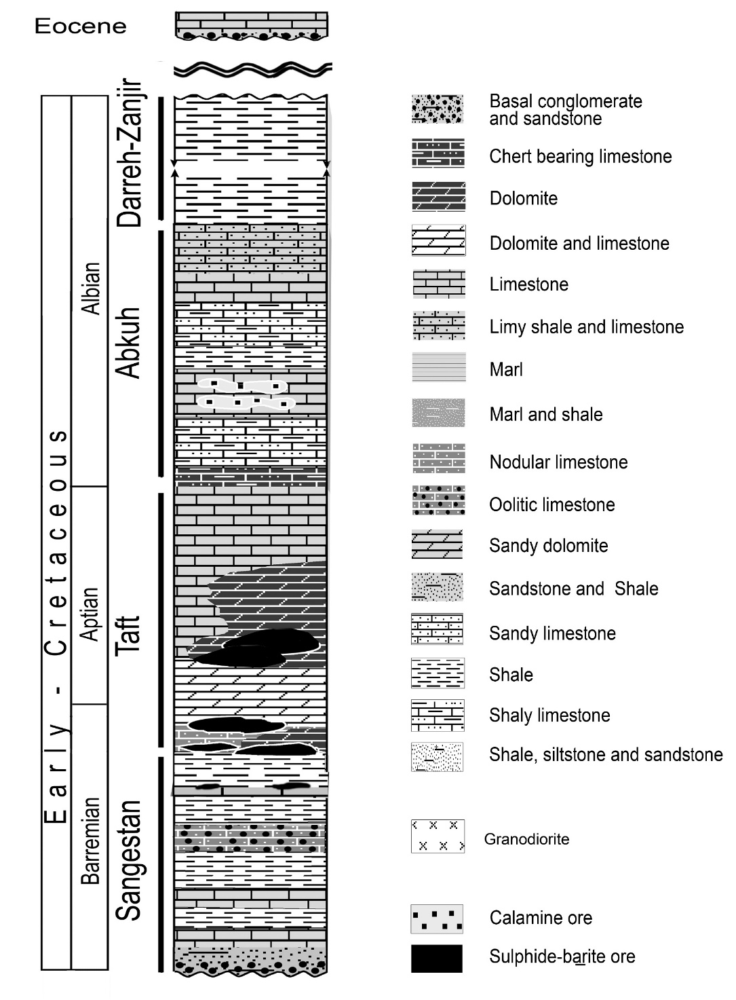 Eocene
Early - Cretaceous
Albian
Aptian
Barremian
Darreh-Zanjir
Abkuh
Taft
Sangestan
Basal conglomerate
and sandstone
Chert bearing limestone
Dolomite
Dolomite and limestone
Limestone
Limy shale and limestone
Marl
Marl and shale
Nodular limestone
Oolitic limestone
Sandy dolomite
Sandstone and Shale
Sandy limestone
Shale
Shaly limestone
Shale, siltstone and sandstone
Granodiorite
Calamine ore
Sulphide-barite ore